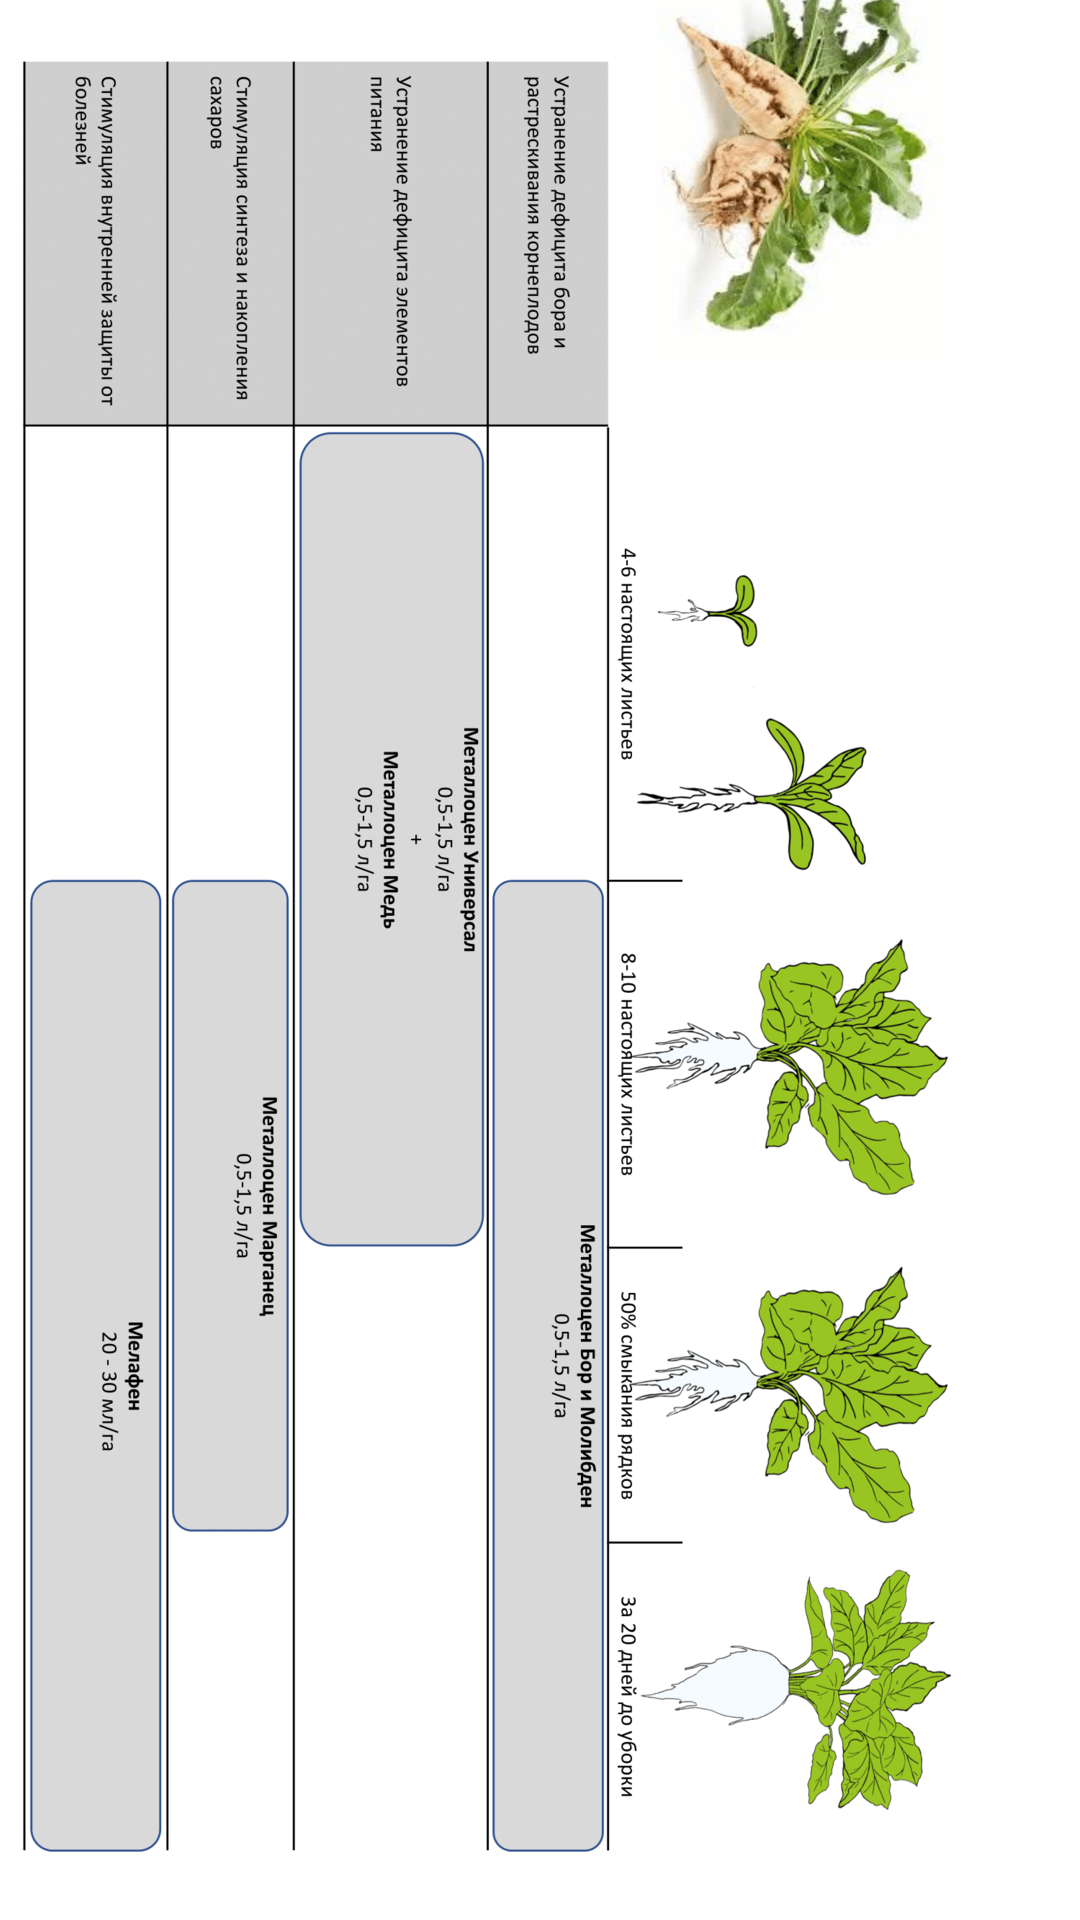 4-6 настоящих листьев
8-10 настоящих листьев
50% смыкания рядков
За 20 дней до уборки
Устранение дефицита бора и
растрескивания корнеплодов
Металлоцен Бор и Молибден
0,5-1,5 л/га
Устранение дефицита элементов
питания
Металлоцен Универсал
0,5-1,5 л/га
+
Металлоцен Медь
0,5-1,5 л/га
Стимуляция синтеза и накопления
сахаров
Металлоцен Марганец
0,5-1,5 л/га
Стимуляция внутренней защиты от
болезней
Мелафен
20 - 30 мл/га